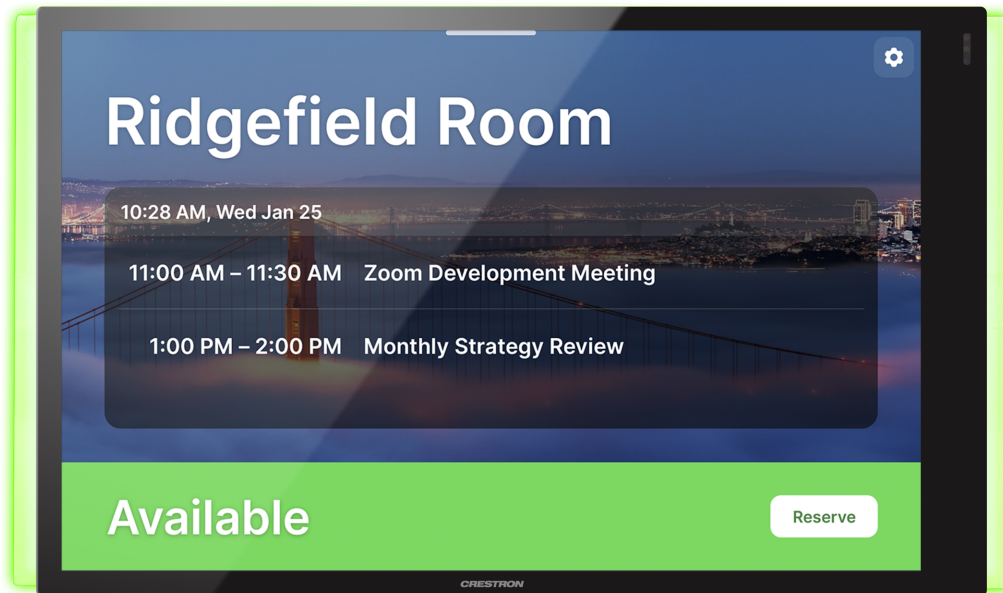 Ridgefield Room
10:28 AM, Wed Jan 25
11:00 AM – 11:30 AM Zoom Development Meeting
1:00 PM – 2:00 PM Monthly Strategy Review
Available
Reserve
CRESTRON